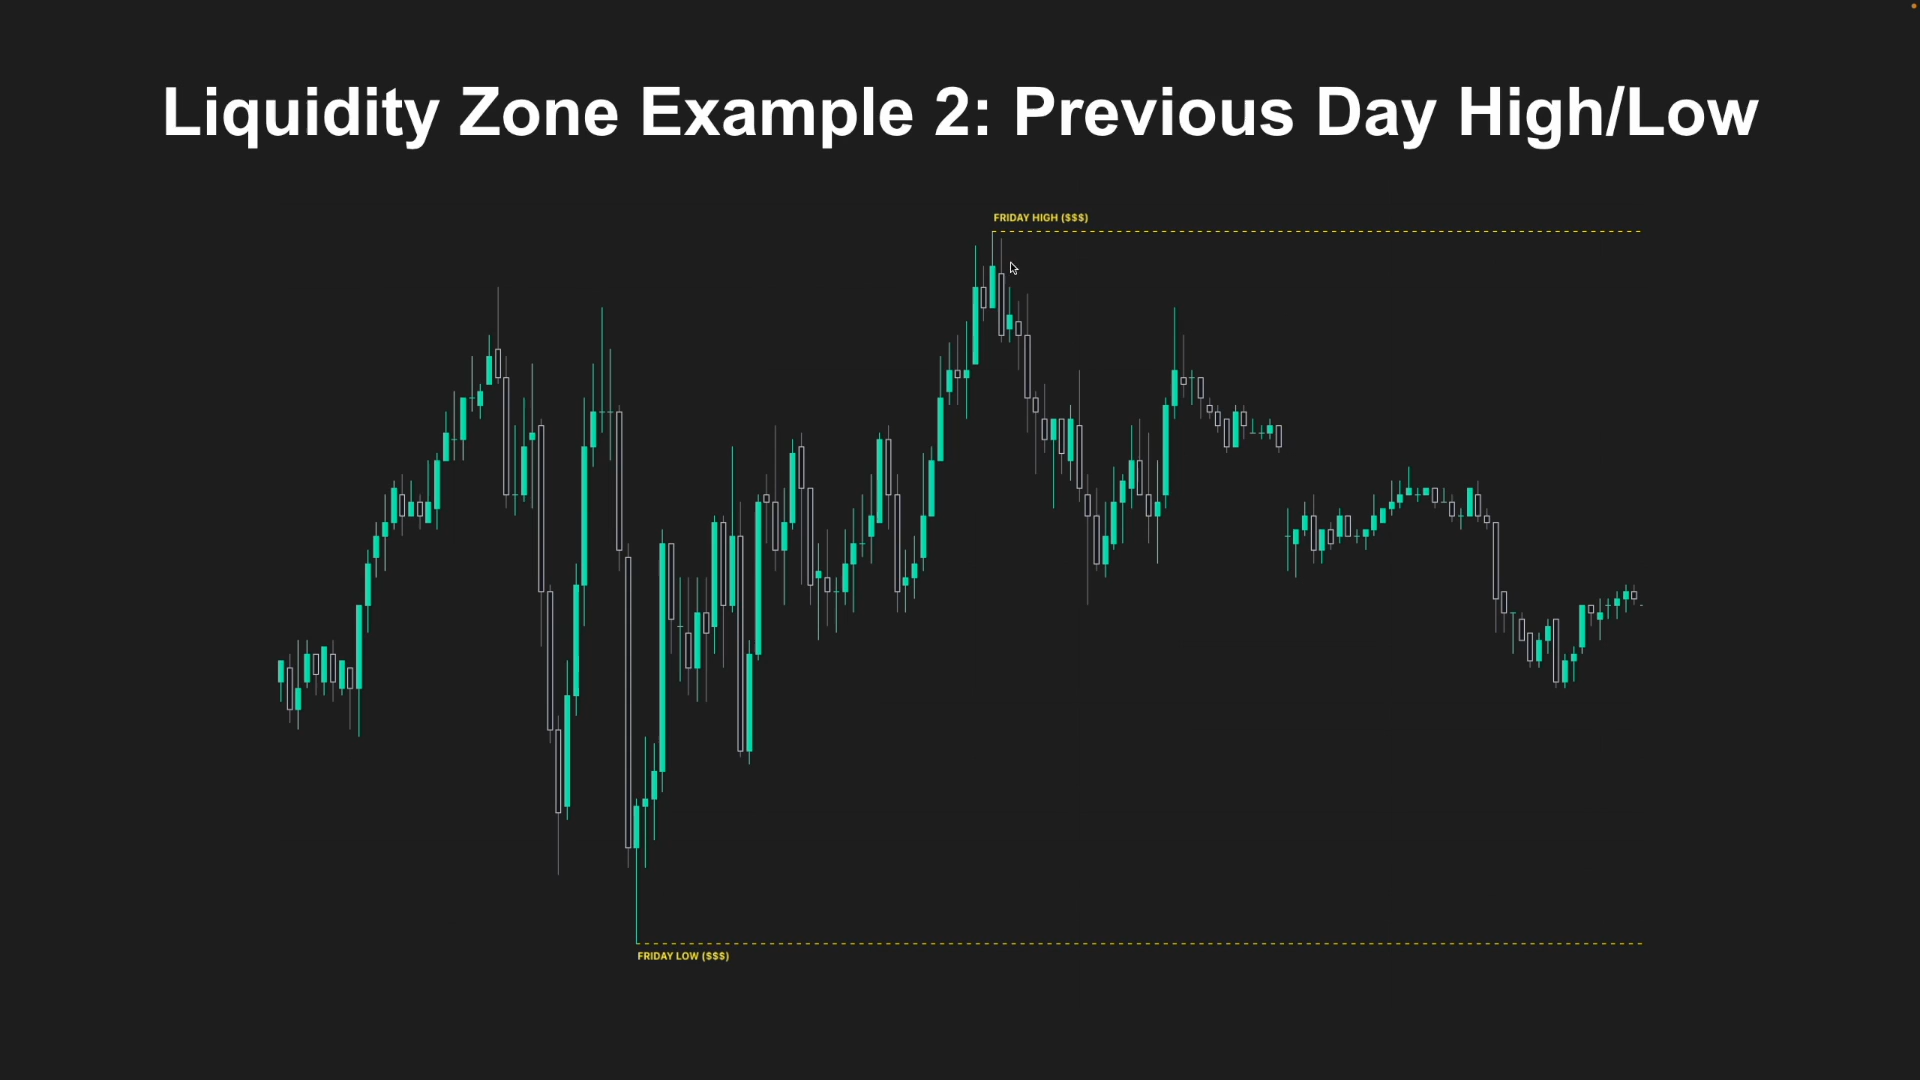 Liquidity Zone Example 2: Previous Day High/Low
FRIDAY HIGH ($$$)
FRIDAY LOW ($$$)